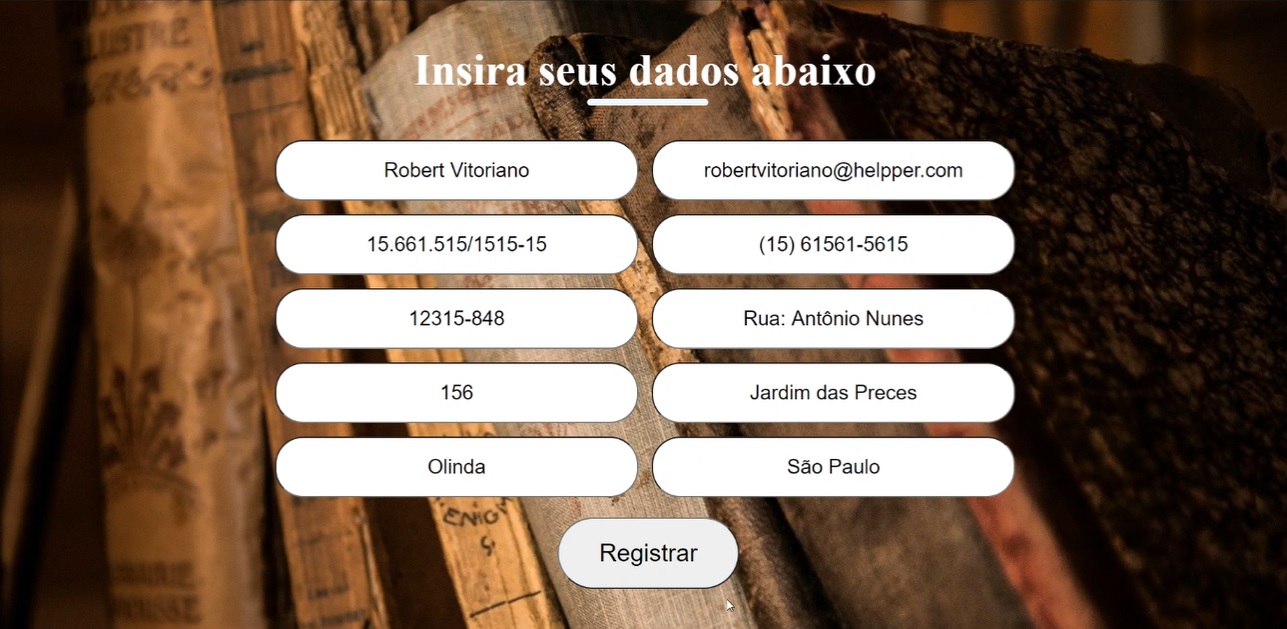 Insira seus dados abaixo
Robert Vitoriano
robertvitoriano@helpper.com
15.661.515/1515-15
(15) 61561-5615
12315-848
Rua: Antônio Nunes
156
Jardim das Preces
Olinda
São Paulo
Registrar